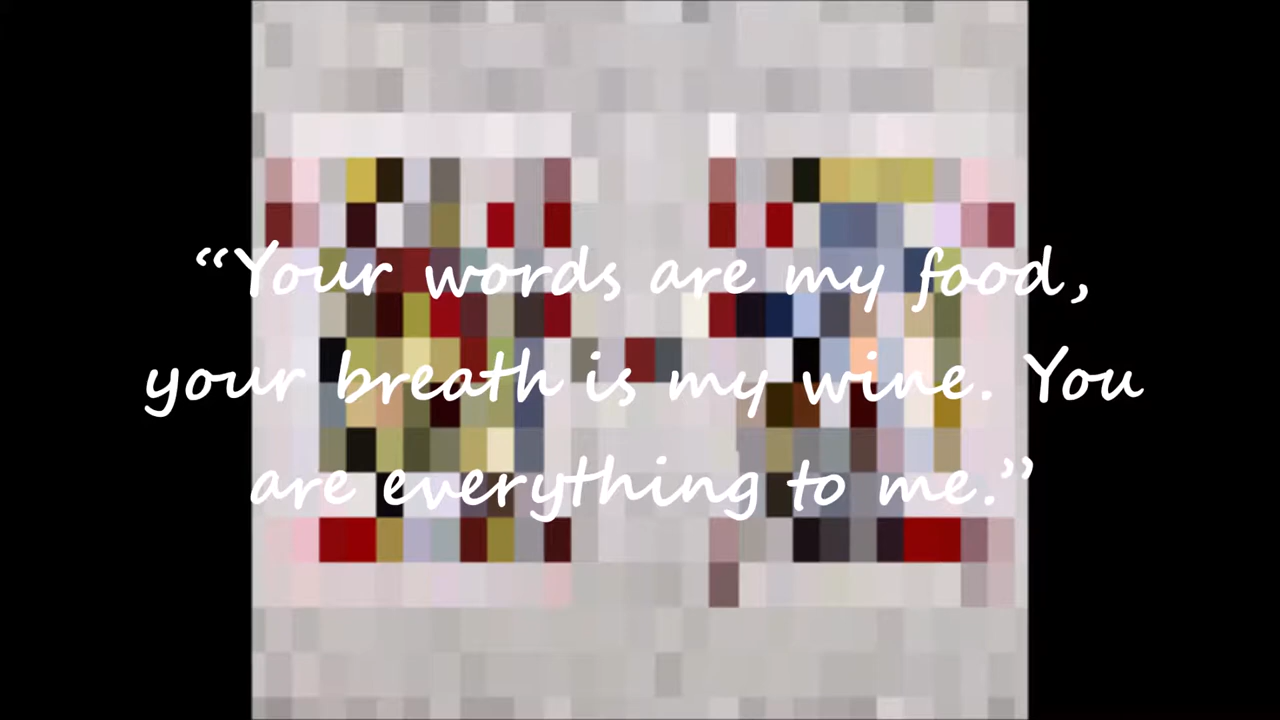 “Your words are my food,
your breath is my wine. You
are everything to me.”